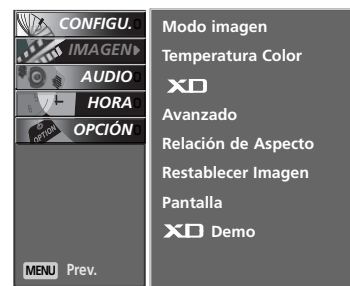 CONFIGU.
IMAGEN
AUDIO
HORA
OPCIÓN
OPTION
MENU Prev.
Modo imagen
Temperatura Color
XD
Avanzado
Relación de Aspecto
Restablecer Imagen
Pantalla
XD Demo